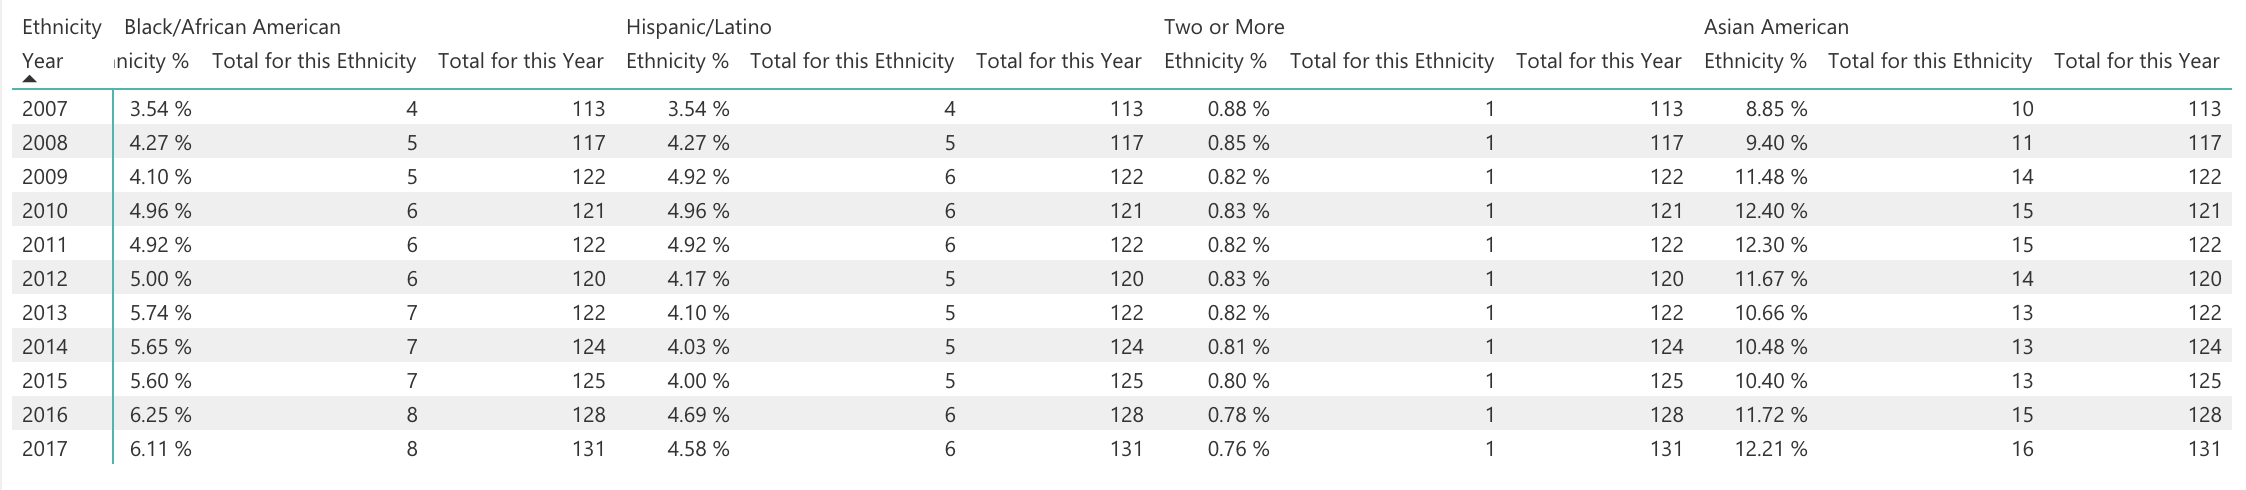 Ethnicity Black/African American Hispanic/Latino Two or More Asian American
Year nicity % Total for this Ethnicity Total for this Year Ethnicity % Total for this Ethnicity Total for this Year Ethnicity % Total for this Ethnicity Total for this Year Ethnicity % Total for this Ethnicity Total for this Year
2007 3.54 % 4 113 3.54 % 4 113 0.88 % 1 113 8.85 % 10 113
2008 4.27 % 5 117 4.27 % 5 117 0.85 % 1 117 9.40 % 11 117
2009 4.10 % 5 122 4.92 % 6 122 0.82 % 1 122 11.48 % 14 122
2010 4.96 % 6 121 4.96 % 6 121 0.83 % 1 121 12.40 % 15 121
2011 4.92 % 6 122 4.92 % 6 122 0.82 % 1 122 12.30 % 15 122
2012 5.00 % 6 120 4.17 % 5 120 0.83 % 1 120 11.67 % 14 120
2013 5.74 % 7 122 4.10 % 5 122 0.82 % 1 122 10.66 % 13 122
2014 5.65 % 7 124 4.03 % 5 124 0.81 % 1 124 10.48 % 13 124
2015 5.60 % 7 125 4.00 % 5 125 0.80 % 1 125 10.40 % 13 125
2016 6.25 % 8 128 4.69 % 6 128 0.78 % 1 128 11.72 % 15 128
2017 6.11 % 8 131 4.58 % 6 131 0.76 % 1 131 12.21 % 16 131